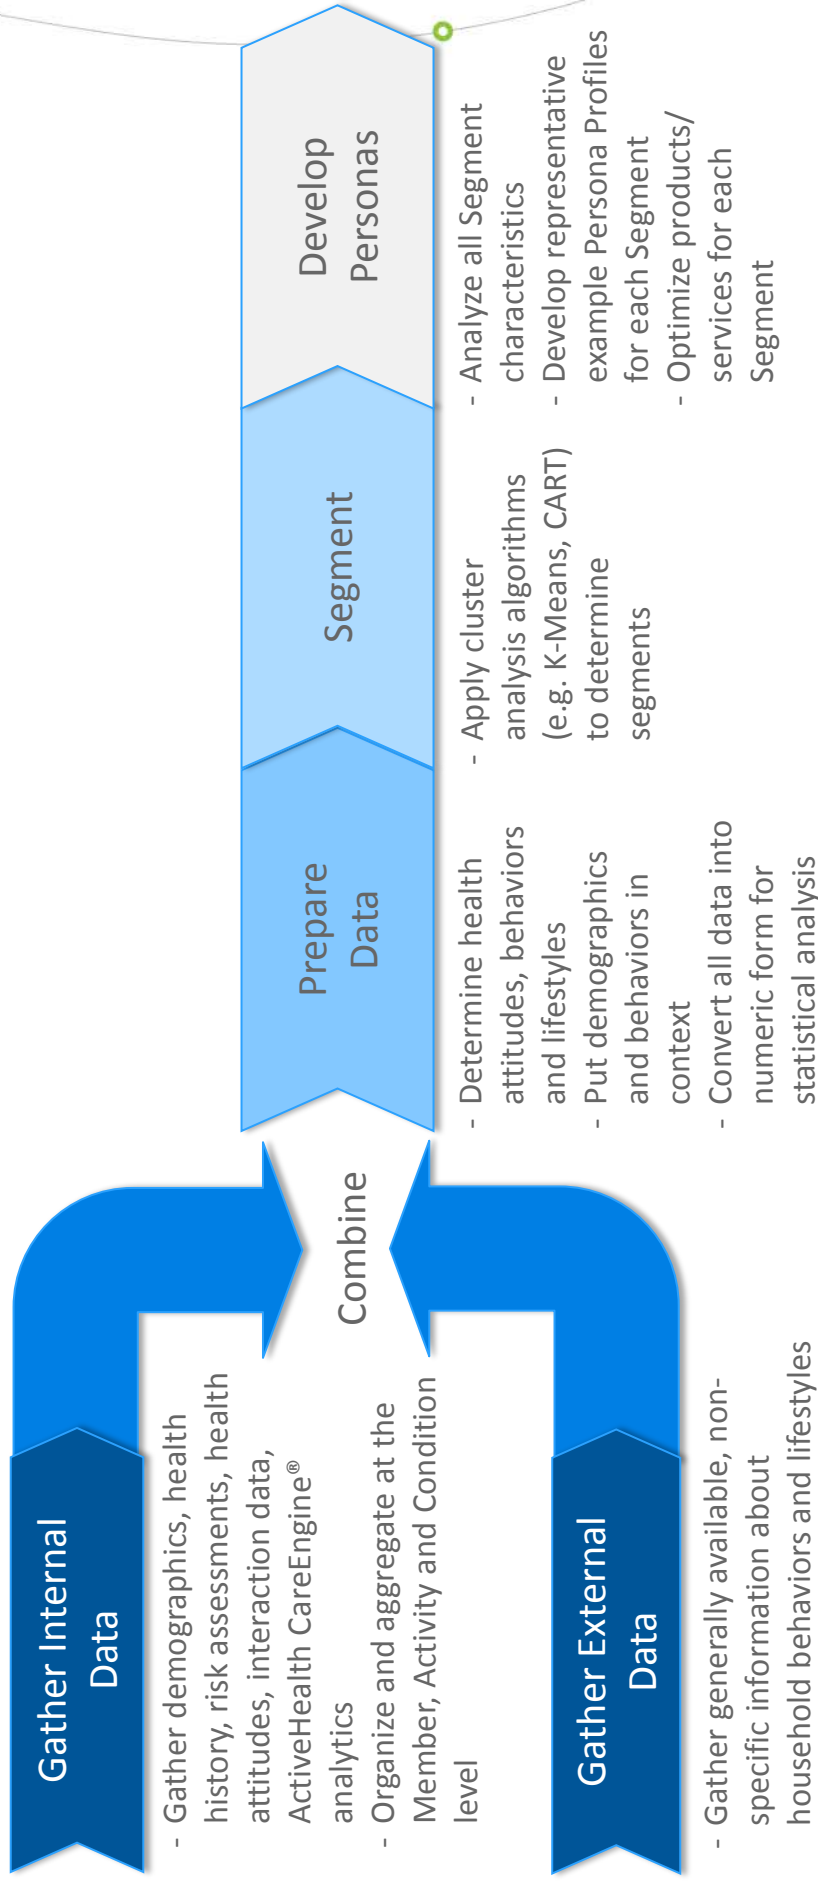 Gather Internal
Data
- Gather demographics, health
history, risk assessments, health
attitudes, interaction data,
ActiveHealth CareEngine®
analytics
- Organize and aggregate at the
Member, Activity and Condition
level
Gather External
Data
- Gather generally available, non-
specific information about
household behaviors and lifestyles
Combine
Prepare
Data
- Determine health
attitudes, behaviors
and lifestyles
- Put demographics
and behaviors in
context
- Convert all data into
numeric form for
statistical analysis
Segment
- Apply cluster
analysis algorithms
(e.g. K-Means, CART)
to determine
segments
Develop
Personas
- Analyze all Segment
characteristics
- Develop representative
example Persona Profiles
for each Segment
- Optimize products/
services for each
Segment